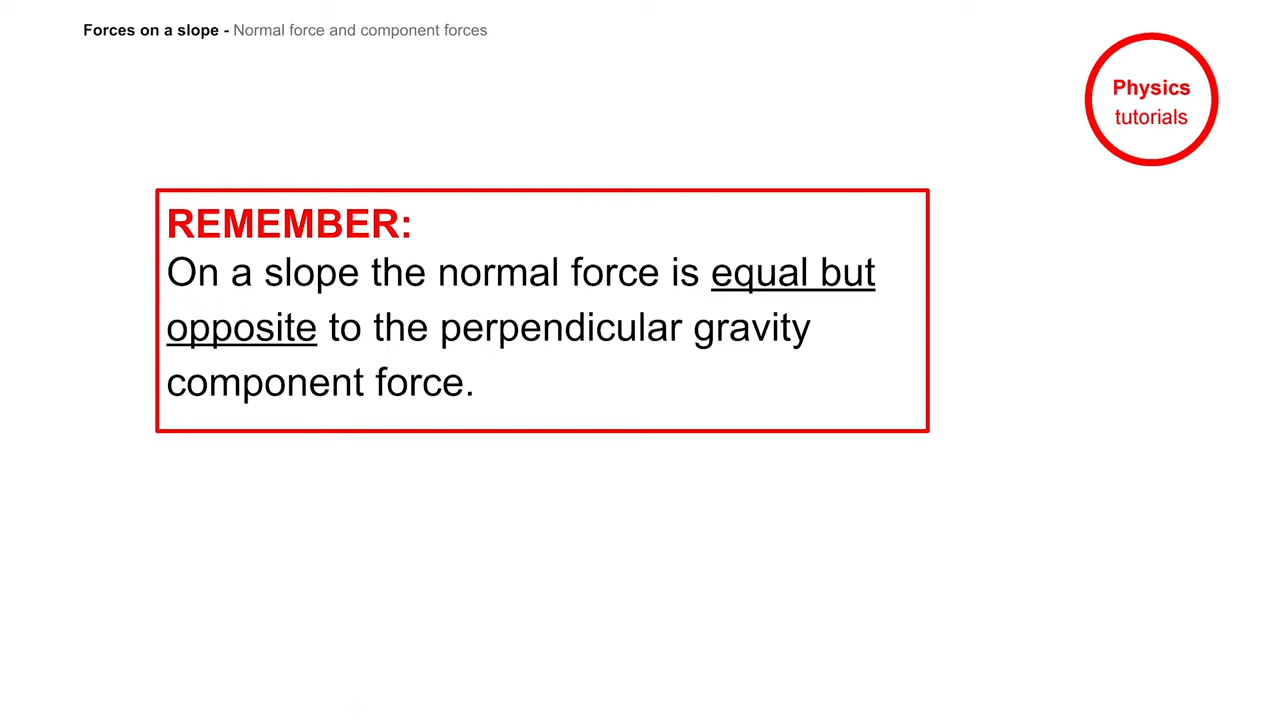 Forces on a slope - Normal force and component forces
Physics
tutorials
REMEMBER:
On a slope the normal force is equal but
opposite to the perpendicular gravity
component force.